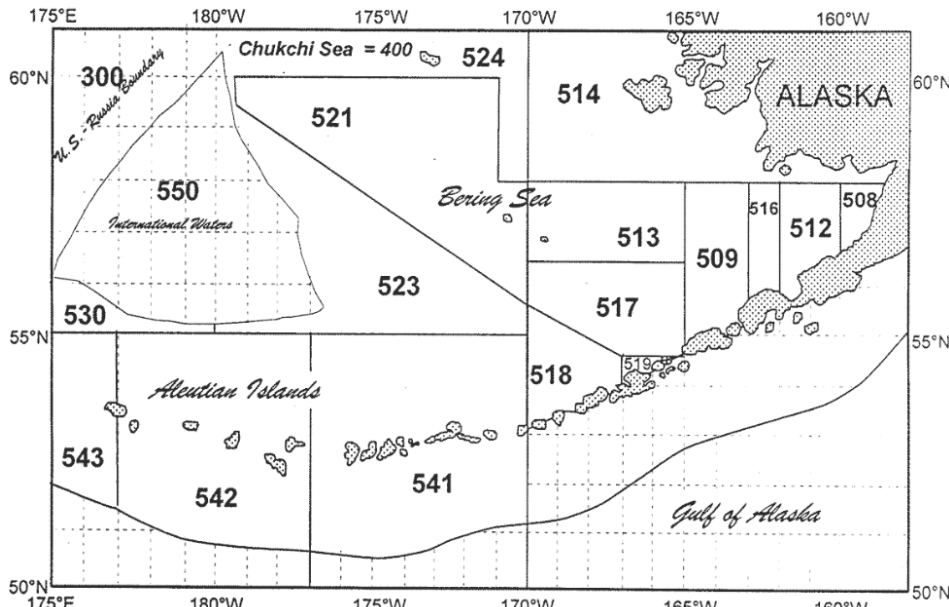 175°E 180°W 175°W 170°W 165°W 160°W
Chukchi Sea = 400
524
60°N
300
60°N
U.S. - Russia Boundary
514
ALASKA
521
550
Bering Sea
516
508
International Waters
513
512
509
523
530
517
55°N
55°N
519
518
Aleutian Islands
543
541
542
Gulf of Alaska
50°N
50°N
175°E 180°W 175°W 170°W 165°W 160°W